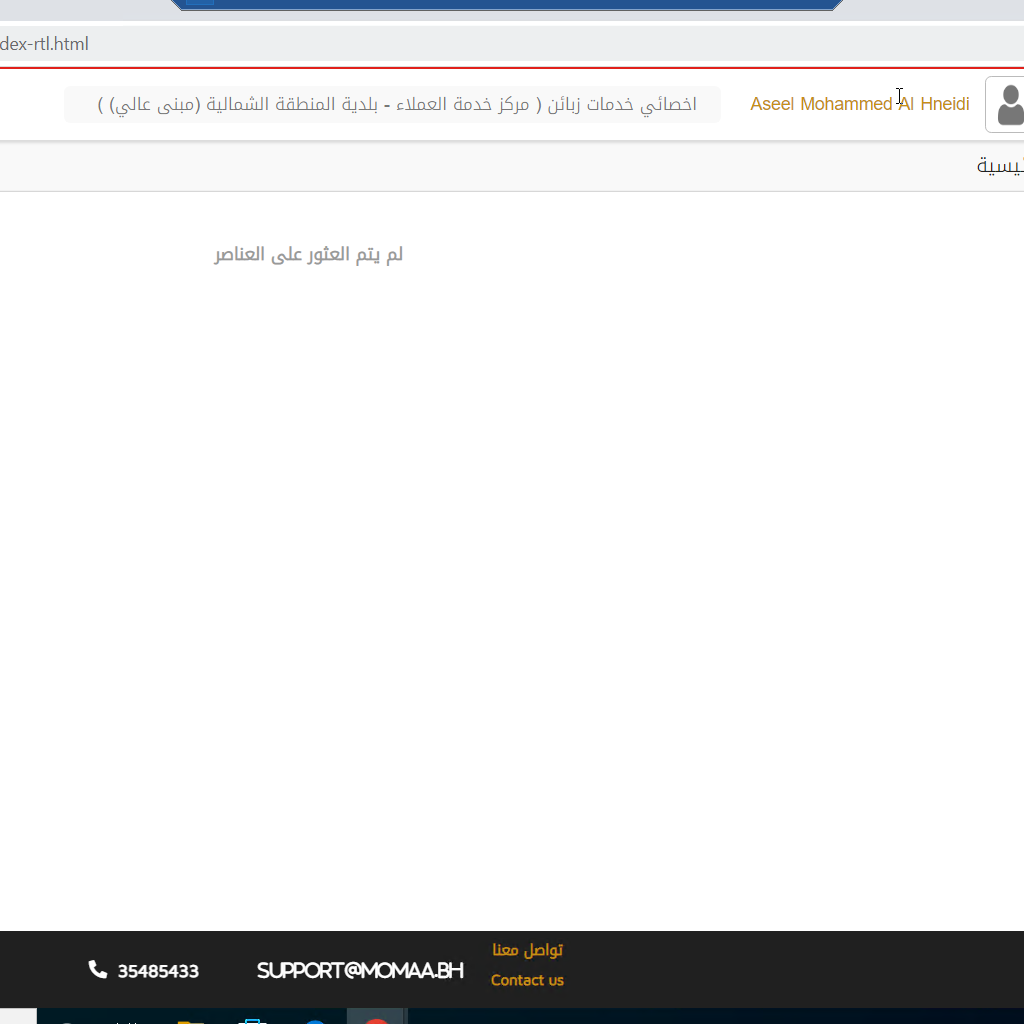 dex-rtl.html
Aseel Mohammed Al Hneidi
اخصائي خدمات زبائن ( مركز خدمة العملاء - بلدية المنطقة الشمالية (مبنى عالي) )
ئيسية
لم يتم العثور على العناصر
تواصل معنا
Contact us
SUPPORT@MOMAA.BH
35485433